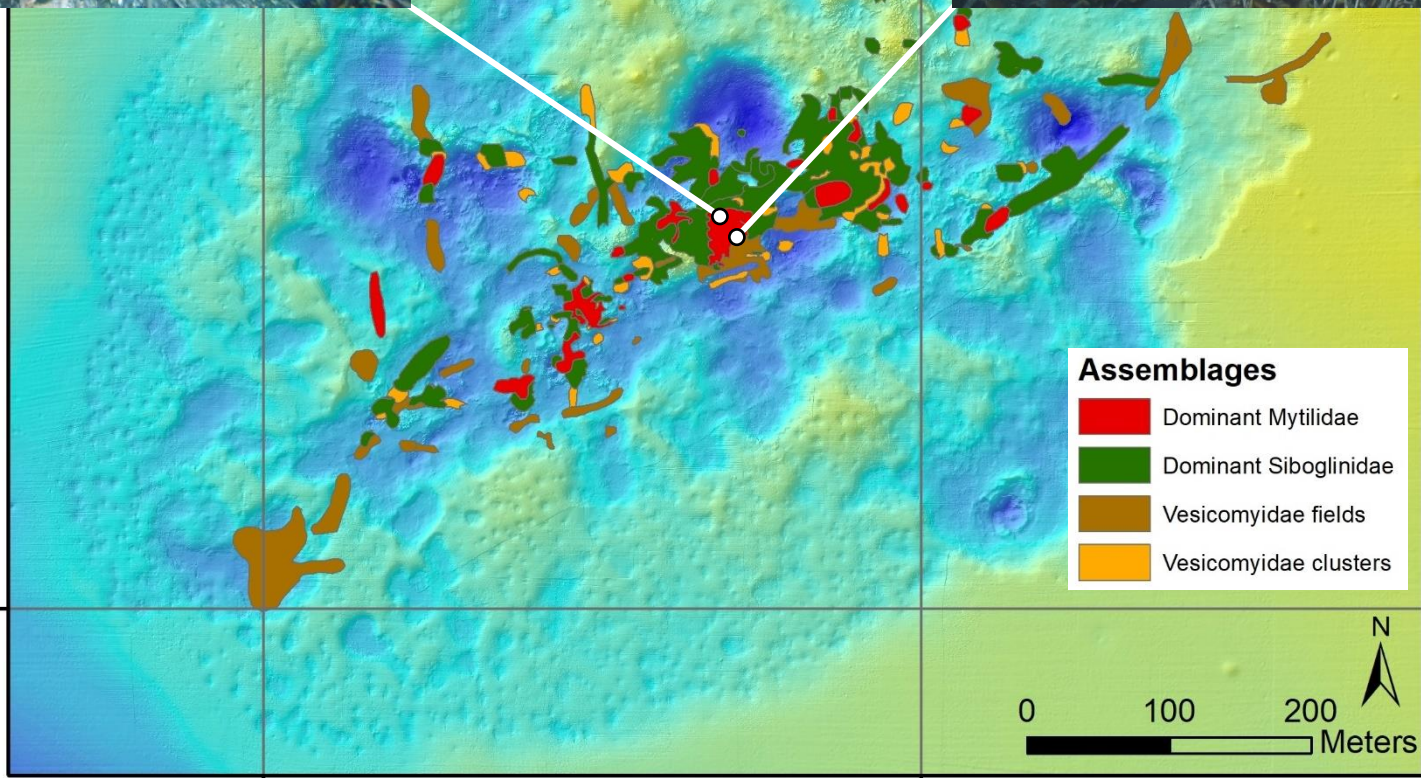 Assemblages
Dominant Mytilidae
Dominant Siboglinidae
Vesicomyidae fields
Vesicomyidae clusters
N
0 100 200
Meters